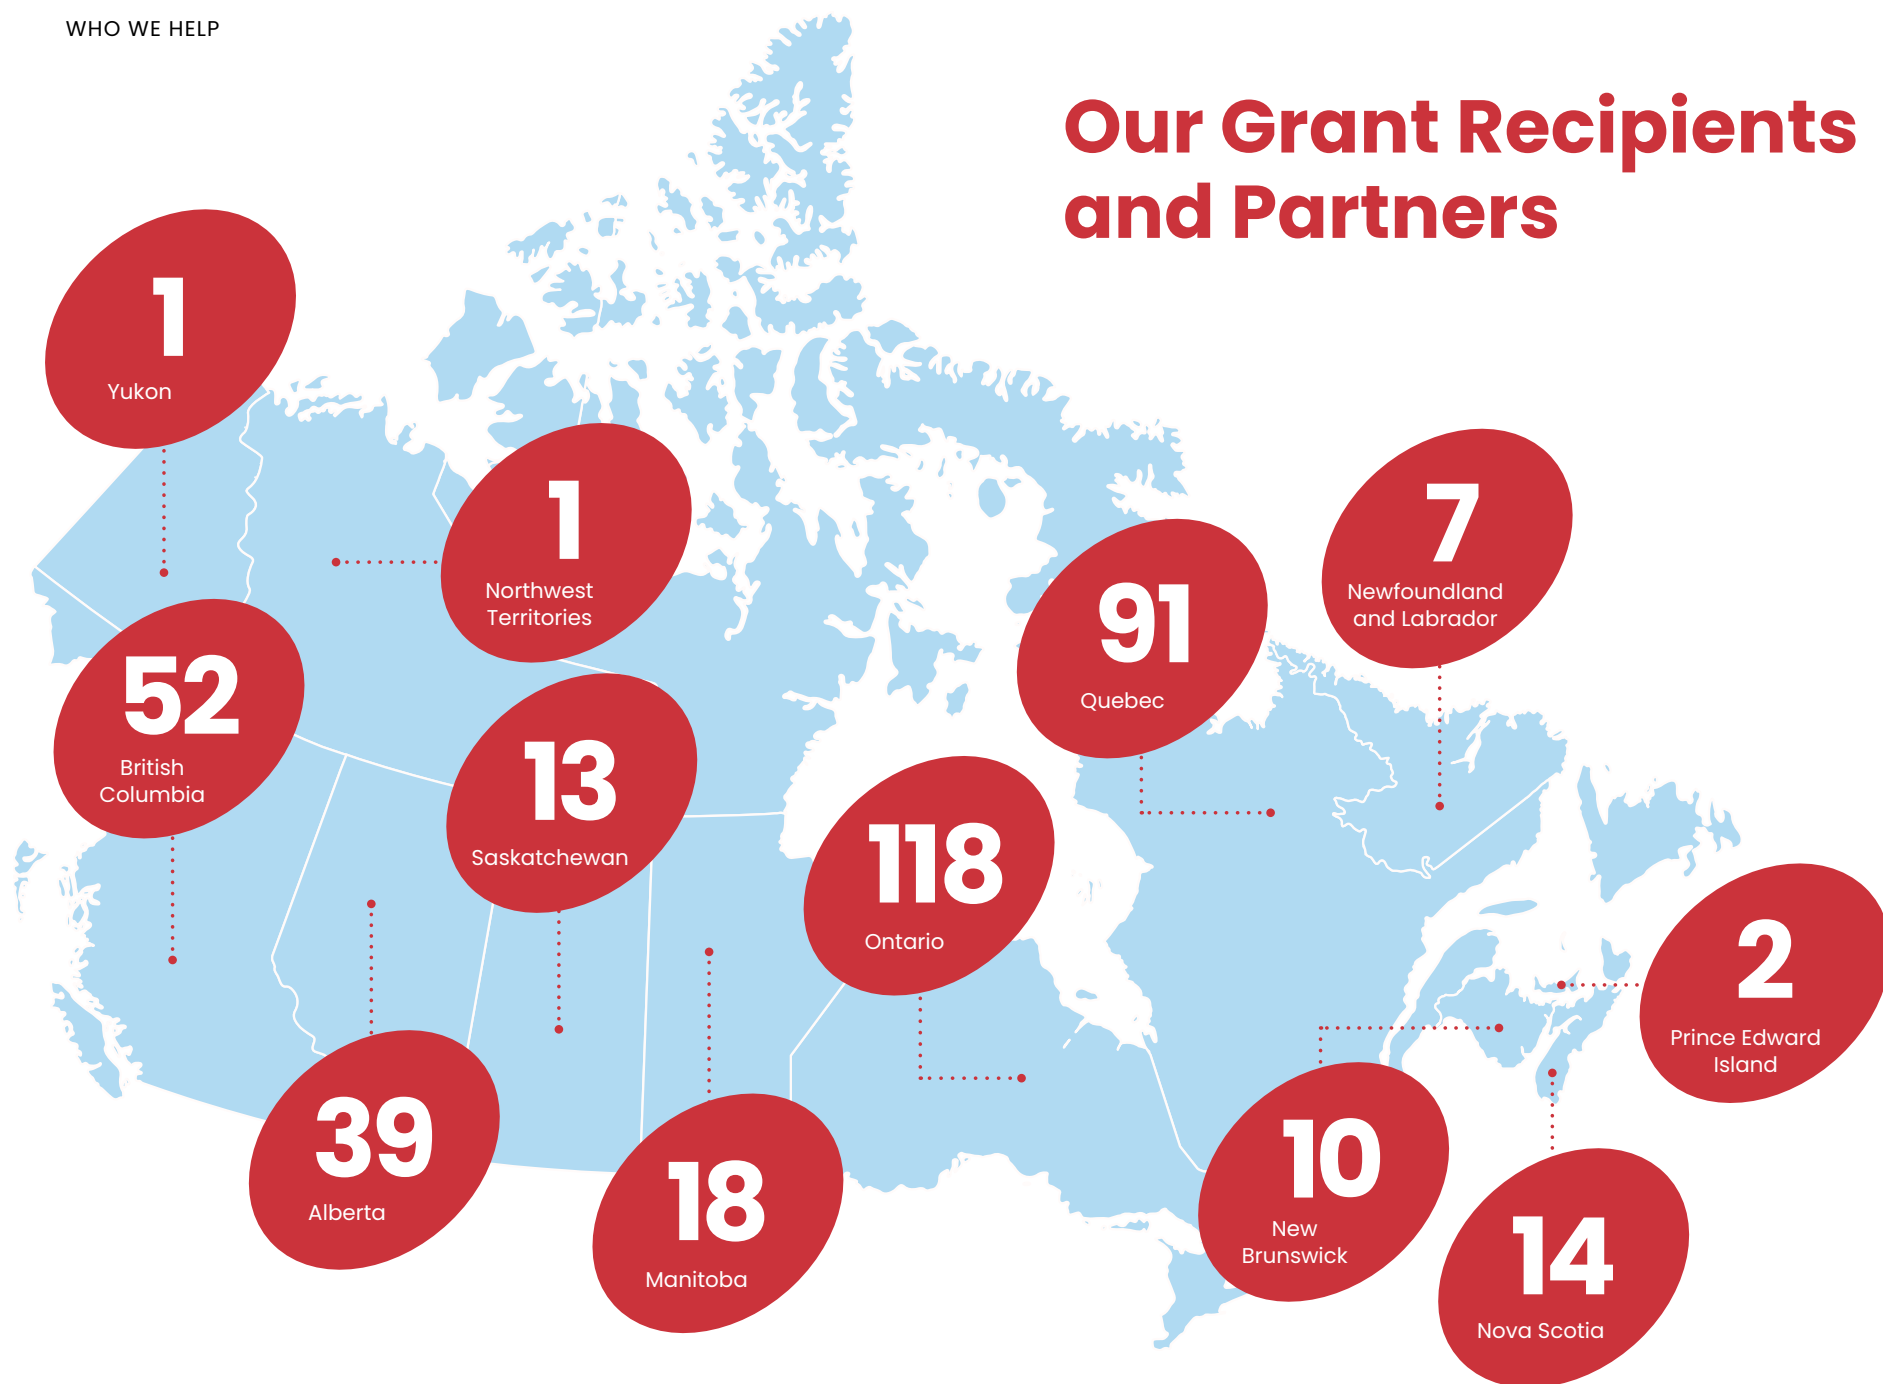 WHO WE HELP
Our Grant Recipients
and Partners
1
Yukon
1
Northwest
Territories
7
Newfoundland
and Labrador
91
Quebec
52
British
Columbia
13
Saskatchewan
118
Ontario
2
Prince Edward
Island
39
Alberta
18
Manitoba
10
New
Brunswick
14
Nova Scotia